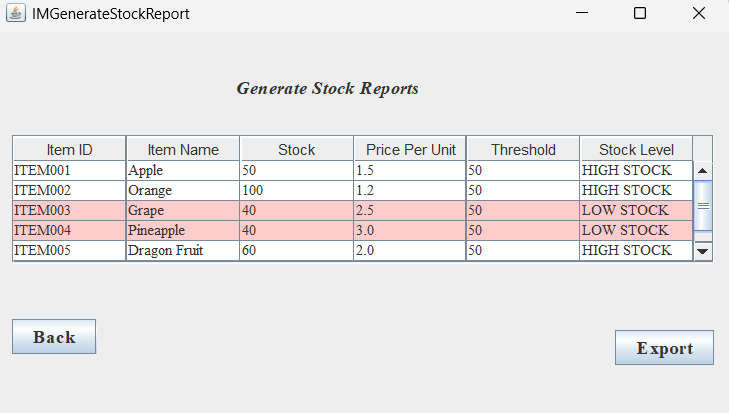 IMGenerateStockReport
Generate Stock Reports
Item ID Item Name Stock Price Per Unit Threshold Stock Level
ITEM001 Apple 50 1.5 50 HIGH STOCK
ITEM002 Orange 100 1.2 50 HIGH STOCK
ITEM003 Grape 40 2.5 50 LOW STOCK
ITEM004 Pineapple 40 3.0 50 LOW STOCK
ITEM005 Dragon Fruit 60 2.0 50 HIGH STOCK
Back
Export